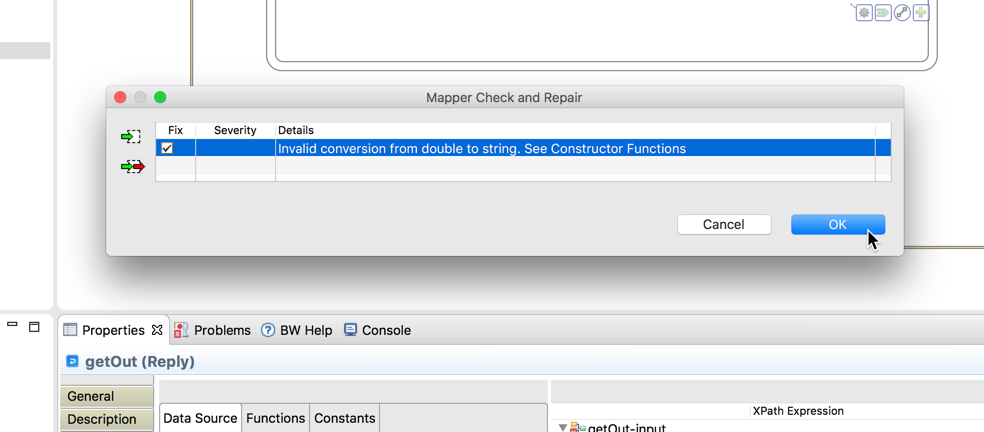 Mapper Check and Repair
Fix Severity Details
Invalid conversion from double to string. See Constructor Functions
Cancel OK
Properties Problems BW Help Console
getOut (Reply)
General
Description
Data Source Functions Constants
XPath Expression
getOut-input